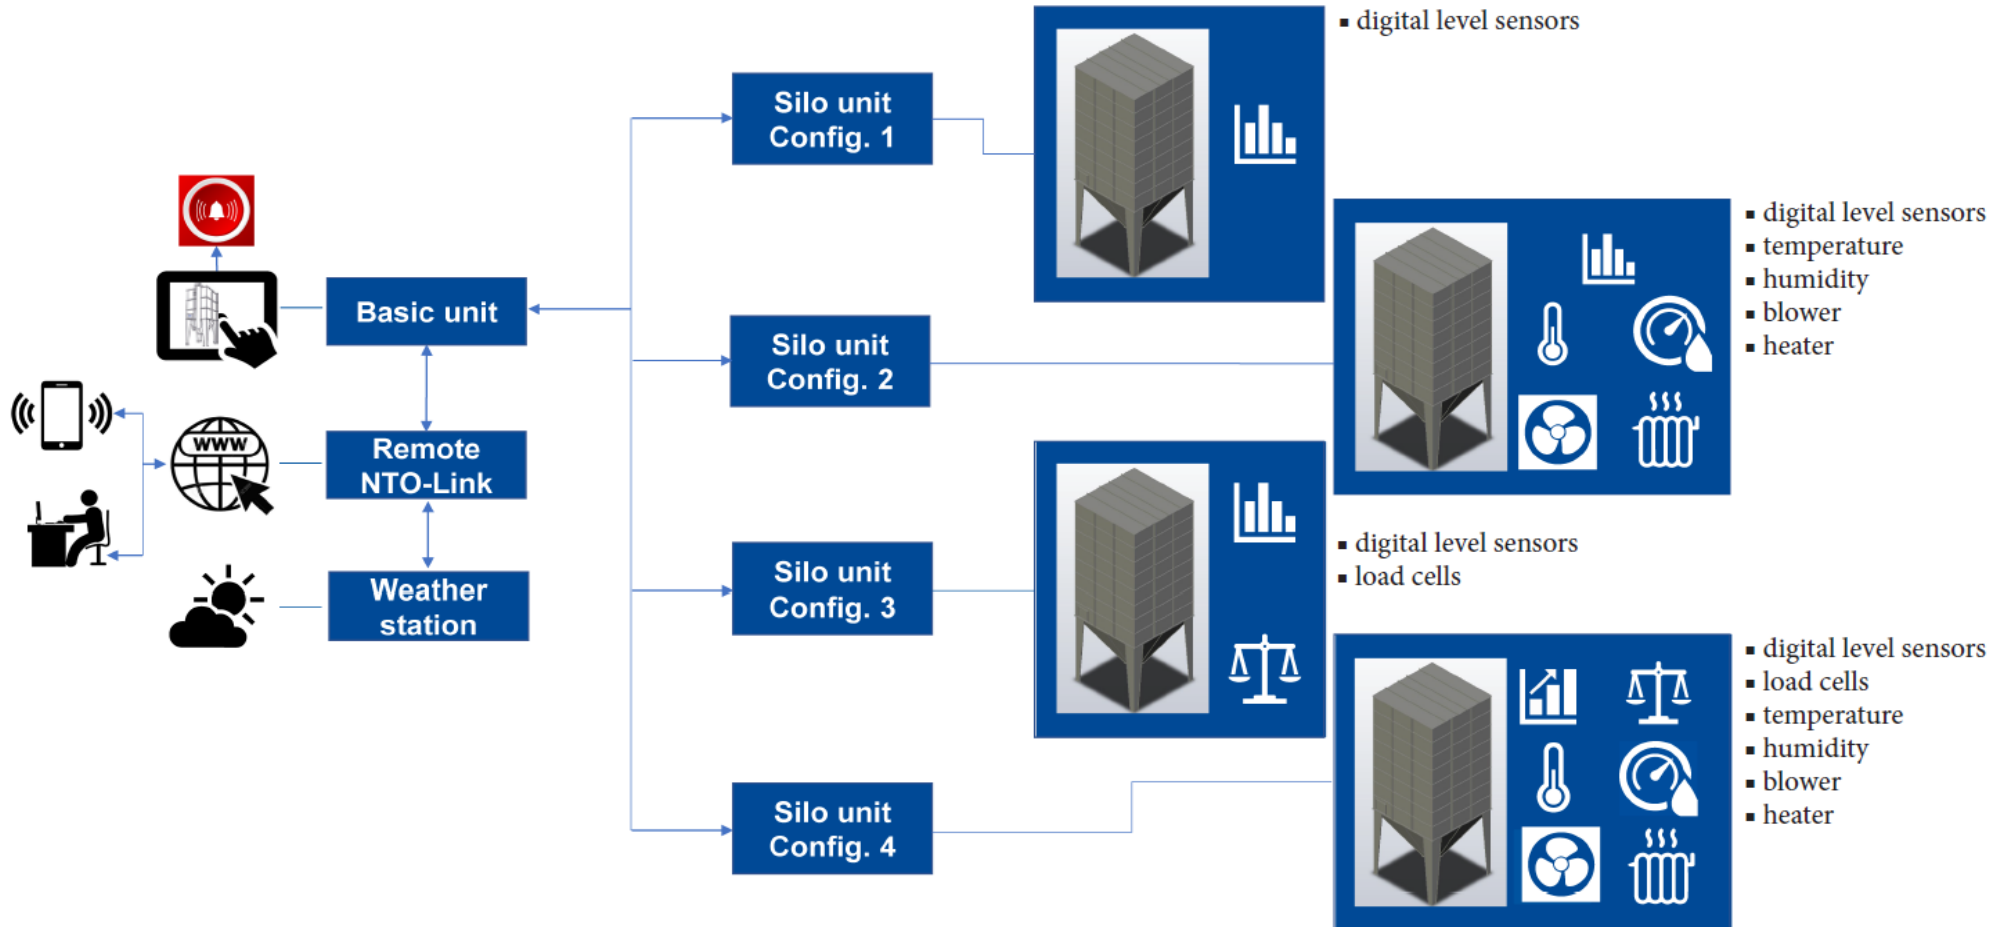 ▪ digital level sensors
Silo unit
Config. 1
▪ digital level sensors
▪ temperature
▪ humidity
▪ blower
▪ heater
Basic unit
Silo unit
Config. 2
WWW
Remote
NTO-Link
▪ digital level sensors
▪ load cells
Silo unit
Config. 3
Weather
station
▪ digital level sensors
▪ load cells
▪ temperature
▪ humidity
▪ blower
▪ heater
Silo unit
Config. 4